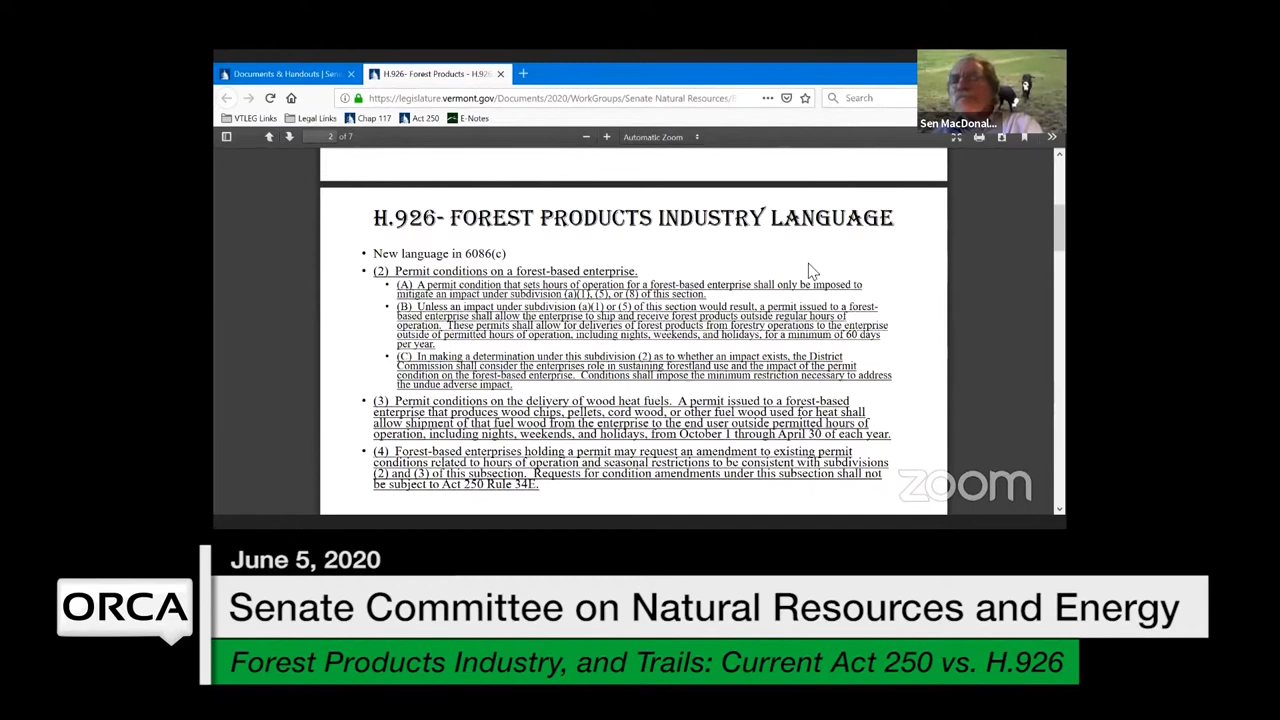 Documents & Handouts | Sena
H.926- Forest Products - H.926
https://legislature.vermont.gov/Documents/2020/WorkGroups/Senate Natural Resources/
Search
VTLEG Links
Legal Links
Chap 117
Act 250
E-Notes
2 of 7
Automatic Zoom
Sen MacDonal...
H.926- FOREST PRODUCTS INDUSTRY LANGUAGE
• New language in 6086(c)
• (2) Permit conditions on a forest-based enterprise.
• (A) A permit condition that sets hours of operation for a forest-based enterprise shall only be imposed to
mitigate an impact under subdivision (a)(1), (5), or (8) of this section.
• (B) Unless an impact under subdivision (a)(1) or (5) of this section would result, a permit issued to a forest-
based enterprise shall allow the enterprise to ship and receive forest products outside regular hours of
operation. These permits shall allow for deliveries of forest products from forestry operations to the enterprise
outside of permitted hours of operation, including nights, weekends, and holidays, for a minimum of 60 days
per year.
• (C) In making a determination under this subdivision (2) as to whether an impact exists, the District
Commission shall consider the enterprises role in sustaining forestland use and the impact of the permit
condition on the forest-based enterprise. Conditions shall impose the minimum restriction necessary to address
the undue adverse impact.
• (3) Permit conditions on the delivery of wood heat fuels. A permit issued to a forest-based
enterprise that produces wood chips, pellets, cord wood, or other fuel wood used for heat shall
allow shipment of that fuel wood from the enterprise to the end user outside permitted hours of
operation, including nights, weekends, and holidays, from October 1 through April 30 of each year.
• (4) Forest-based enterprises holding a permit may request an amendment to existing permit
conditions related to hours of operation and seasonal restrictions to be consistent with subdivisions
(2) and (3) of this subsection. Requests for condition amendments under this subsection shall not
be subject to Act 250 Rule 34E.
zoom
June 5, 2020
ORCA
Senate Committee on Natural Resources and Energy
Forest Products Industry, and Trails: Current Act 250 vs. H.926